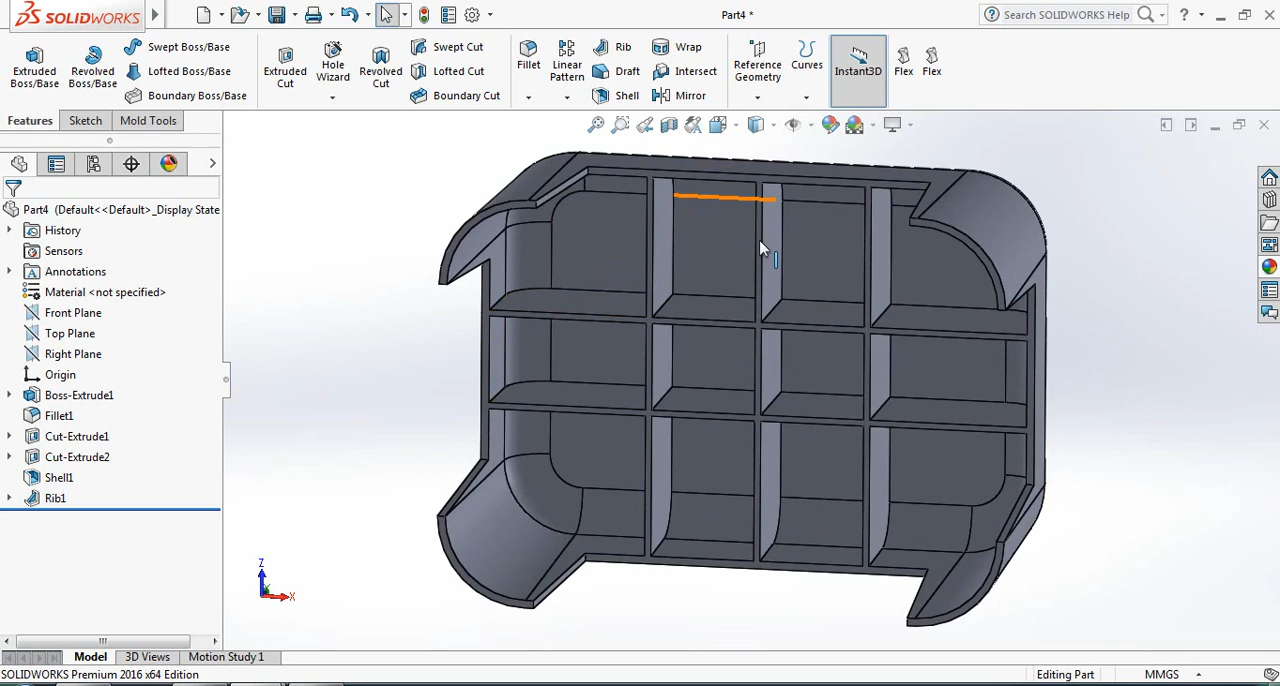 SOLIDWORKS
Part4 *
Search SOLIDWORKS Help
?
Extruded Boss/Base
Revolved Boss/Base
Swept Boss/Base
Lofted Boss/Base
Boundary Boss/Base
Extruded Cut
Hole Wizard
Revolved Cut
Swept Cut
Lofted Cut
Boundary Cut
Fillet
Linear Pattern
Rib
Draft
Shell
Wrap
Intersect
Mirror
Reference Geometry
Curves
Instant3D
Flex
Flex
Features
Sketch
Mold Tools
Part4 (Default<<Default>_Display State
History
Sensors
Annotations
Material <not specified>
Front Plane
Top Plane
Right Plane
Origin
Boss-Extrude1
Fillet1
Cut-Extrude1
Cut-Extrude2
Shell1
Rib1
Z
X
Model
3D Views
Motion Study 1
SOLIDWORKS Premium 2016 x64 Edition
Editing Part
MMGS